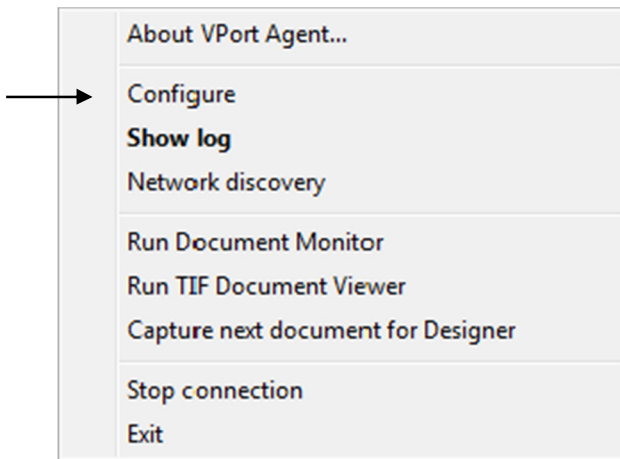 About VPort Agent...
Configure
Show log
Network discovery
Run Document Monitor
Run TIF Document Viewer
Capture next document for Designer
Stop connection
Exit